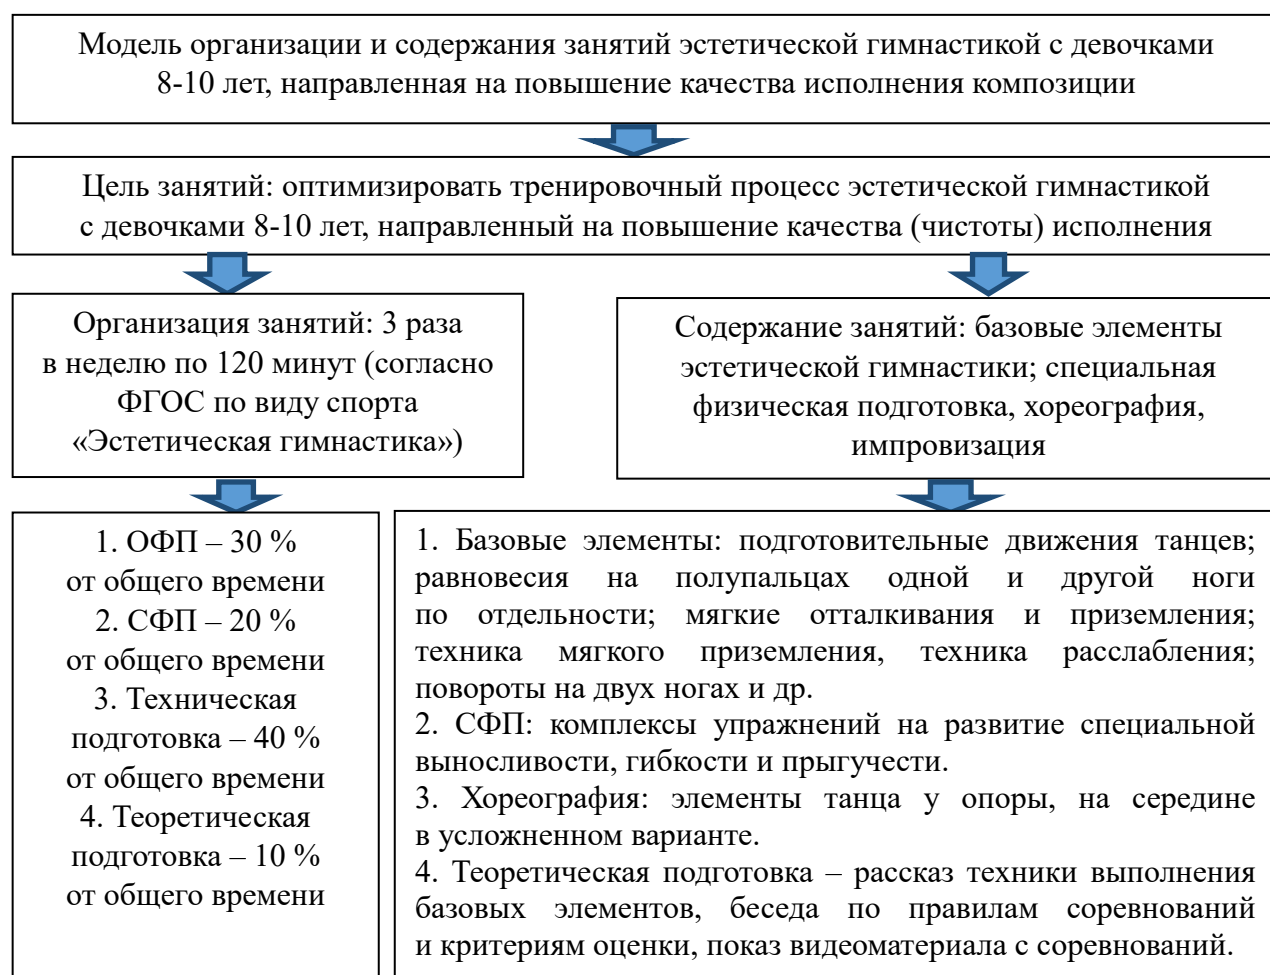 Модель организации и содержания занятий эстетической гимнастикой с девочками
8-10 лет, направленная на повышение качества исполнения композиции
Цель занятий: оптимизировать тренировочный процесс эстетической гимнастикой
с девочками 8-10 лет, направленный на повышение качества (чистоты) исполнения
Организация занятий: 3 раза
в неделю по 120 минут (согласно
ФГОС по виду спорта
«Эстетическая гимнастика»)
Содержание занятий: базовые элементы
эстетической гимнастики; специальная
физическая подготовка, хореография,
импровизация
1. ОФП – 30 %
от общего времени
2. СФП – 20 %
от общего времени
3. Техническая
подготовка – 40 %
от общего времени
4. Теоретическая
подготовка – 10 %
от общего времени
1. Базовые элементы: подготовительные движения танцев;
равновесия на полупальцах одной и другой ноги
по отдельности; мягкие отталкивания и приземления;
техника мягкого приземления, техника расслабления;
повороты на двух ногах и др.
2. СФП: комплексы упражнений на развитие специальной
выносливости, гибкости и прыгучести.
3. Хореография: элементы танца у опоры, на середине
в усложненном варианте.
4. Теоретическая подготовка – рассказ техники выполнения
базовых элементов, беседа по правилам соревнований
и критериям оценки, показ видеоматериала с соревнований.